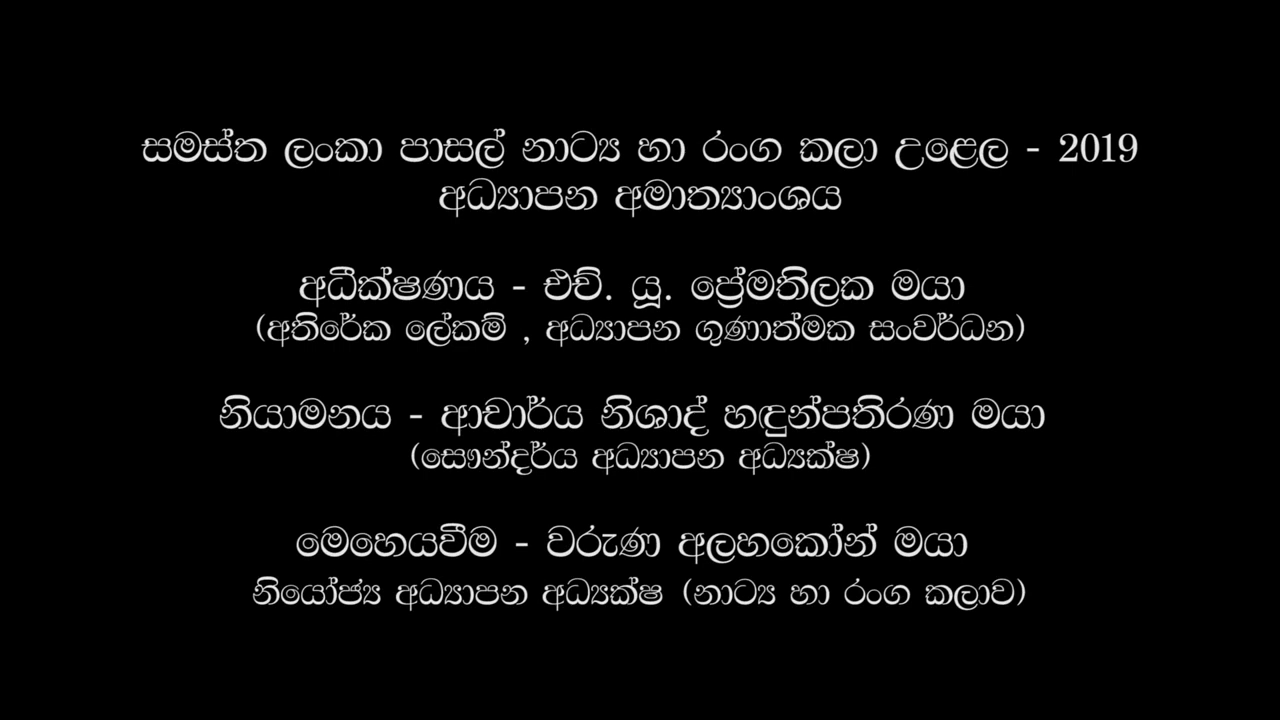 සමස්ත ලංකා පාසල් නාට්‍ය හා රංග කලා උළෙල - 2019
අධ්‍යාපන අමාත්‍යාංශය
අධීක්ෂණය - එච්. යූ. ප්‍රේමතිලක මයා
(අතිරේක ලේකම් , අධ්‍යාපන ගුණාත්මක සංවර්ධන)
නියාමනය - ආචාර්ය නිශාද් හඳුන්පතිරණ මයා
(සෞන්දර්ය අධ්‍යාපන අධ්‍යක්ෂ)
මෙහෙයවීම - වරුණ අලහකෝන් මයා
නියෝජ්‍ය අධ්‍යාපන අධ්‍යක්ෂ (නාට්‍ය හා රංග කලාව)